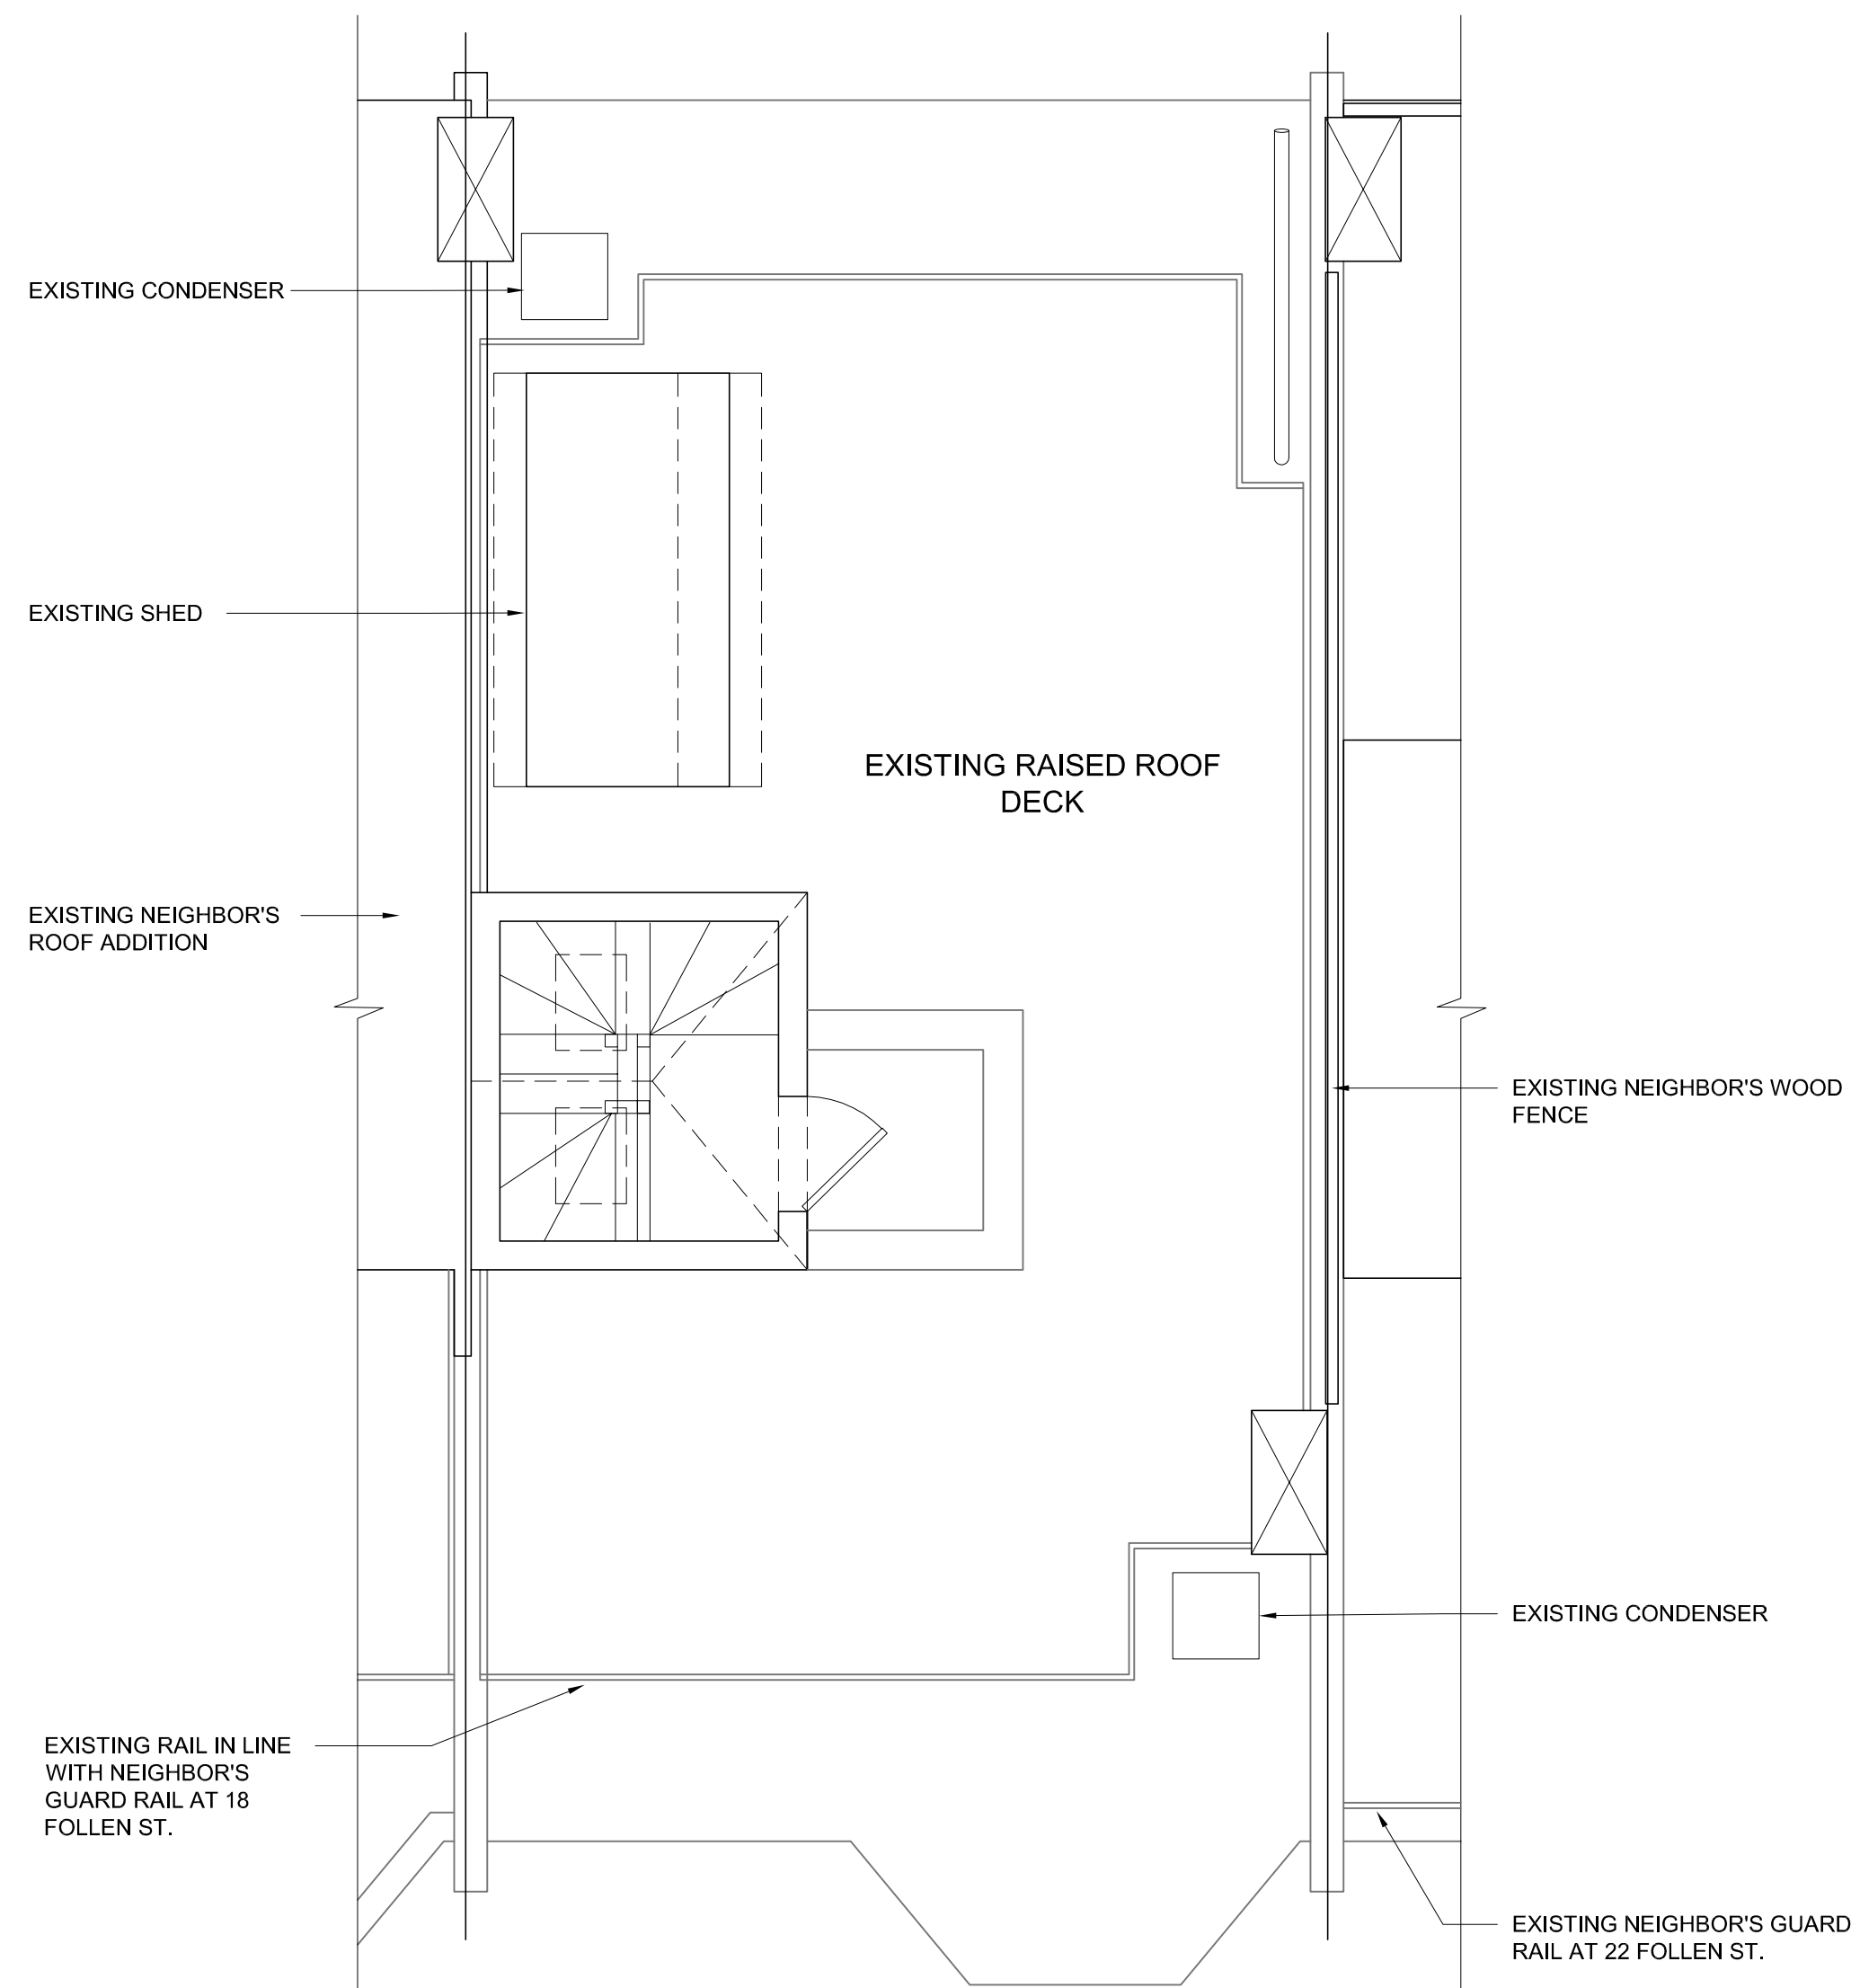 EXISTING CONDENSER
EXISTING SHED
EXISTING RAISED ROOF
DECK
EXISTING NEIGHBOR'S
ROOF ADDITION
EXISTING NEIGHBOR'S WOOD
FENCE
EXISTING CONDENSER
EXISTING RAIL IN LINE
WITH NEIGHBOR'S
GUARD RAIL AT 18
FOLLEN ST.
EXISTING NEIGHBOR'S GUARD
RAIL AT 22 FOLLEN ST.